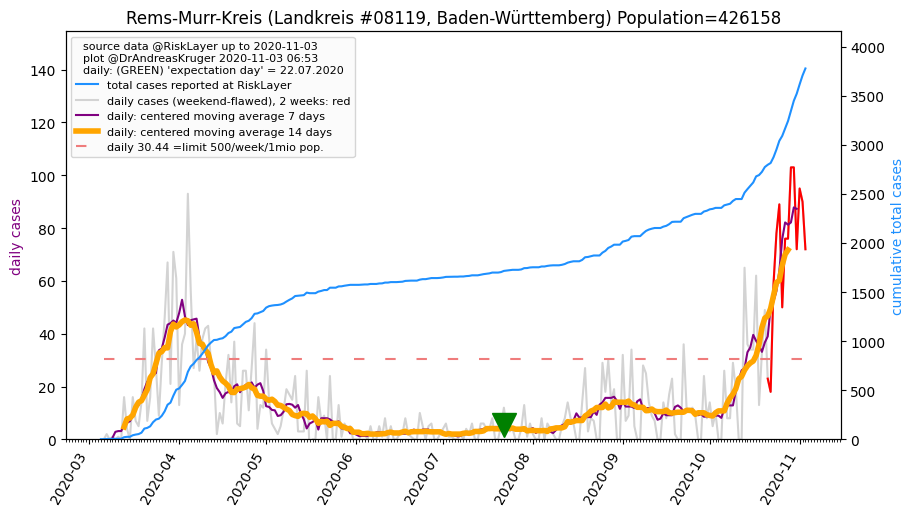 Rems-Murr-Kreis (Landkreis #08119, Baden-Württemberg) Population=426158
source data @RiskLayer up to 2020-11-03
plot @DrAndreasKruger 2020-11-03 06:53
daily: (GREEN) 'expectation day' = 22.07.2020
total cases reported at RiskLayer
daily cases (weekend-flawed), 2 weeks: red
daily: centered moving average 7 days
daily: centered moving average 14 days
daily 30.44 =limit 500/week/1mio pop.
daily cases
140
120
100
80
60
40
20
0
4000
3500
3000
2500
2000
1500
1000
500
0
cumulative total cases
2020-03
2020-04
2020-05
2020-06
2020-07
2020-08
2020-09
2020-10
2020-11